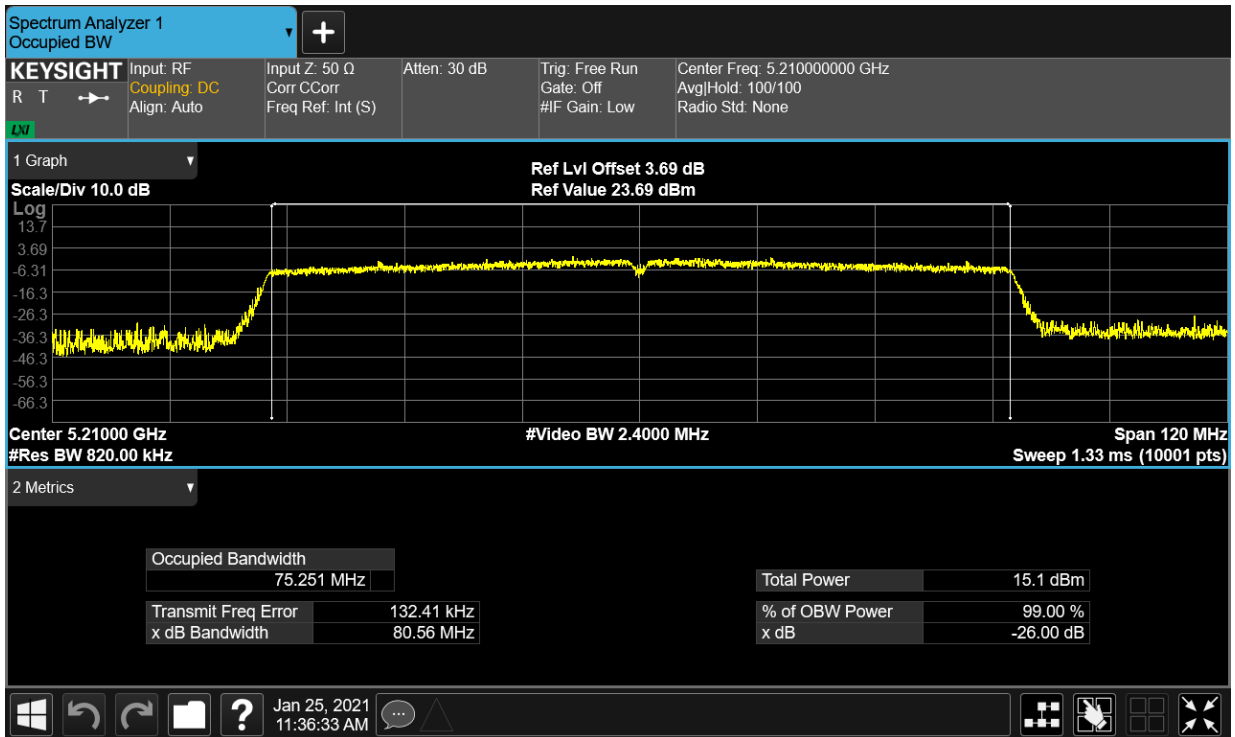 Spectrum Analyzer 1
Occupied BW
KEYSIGHT
R T
LXI
Input: RF
Coupling: DC
Align: Auto
Input Z: 50 Ω
Corr CCorr
Freq Ref: Int (S)
Atten: 30 dB
Trig: Free Run
Gate: Off
#IF Gain: Low
Center Freq: 5.210000000 GHz
Avg|Hold: 100/100
Radio Std: None
1 Graph
Ref Lvl Offset 3.69 dB
Scale/Div 10.0 dB
Ref Value 23.69 dBm
Log
13.7
3.69
-6.31
-16.3
-26.3
-36.3
-46.3
-56.3
-66.3
Center 5.21000 GHz
#Video BW 2.4000 MHz
Span 120 MHz
#Res BW 820.00 kHz
Sweep 1.33 ms (10001 pts)
2 Metrics
Occupied Bandwidth
75.251 MHz
Total Power 15.1 dBm
Transmit Freq Error 132.41 kHz
% of OBW Power 99.00 %
x dB Bandwidth 80.56 MHz
x dB -26.00 dB
?
Jan 25, 2021
11:36:33 AM